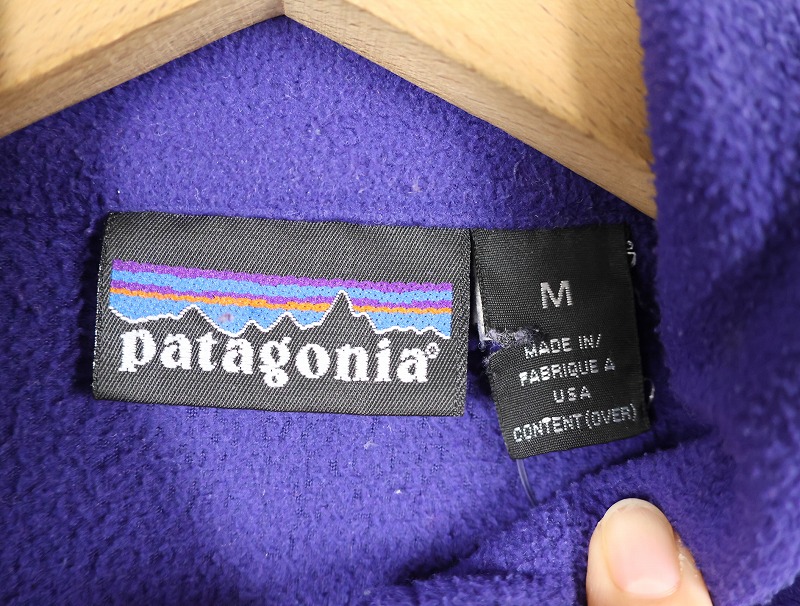 patagonia®
M
MADE IN/
FABRIQUE A
USA
CONTENT (OVER)